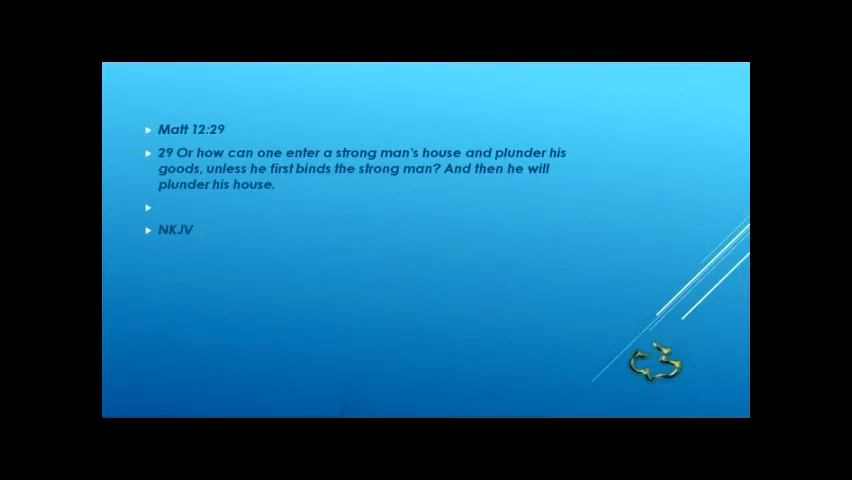 Matt 12:29
29 Or how can one enter a strong man's house and plunder his
goods, unless he first binds the strong man? And then he will
plunder his house.
NKJV